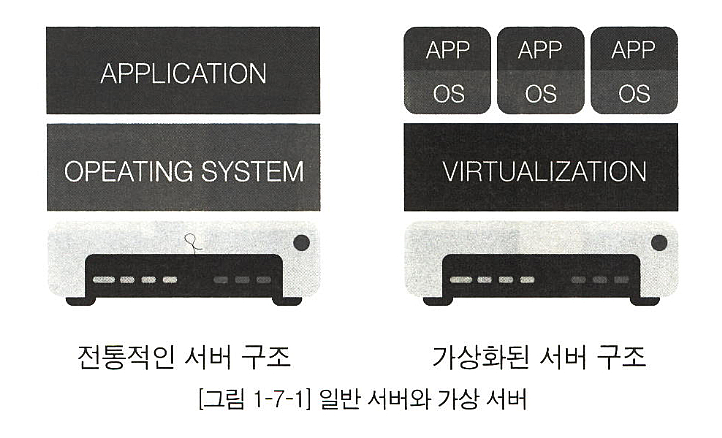 APPLICATION
OPEATING SYSTEM
전통적인 서버 구조
APP APP APP
OS OS OS
VIRTUALIZATION
가상화된 서버 구조
[그림 1-7-1] 일반 서버와 가상 서버